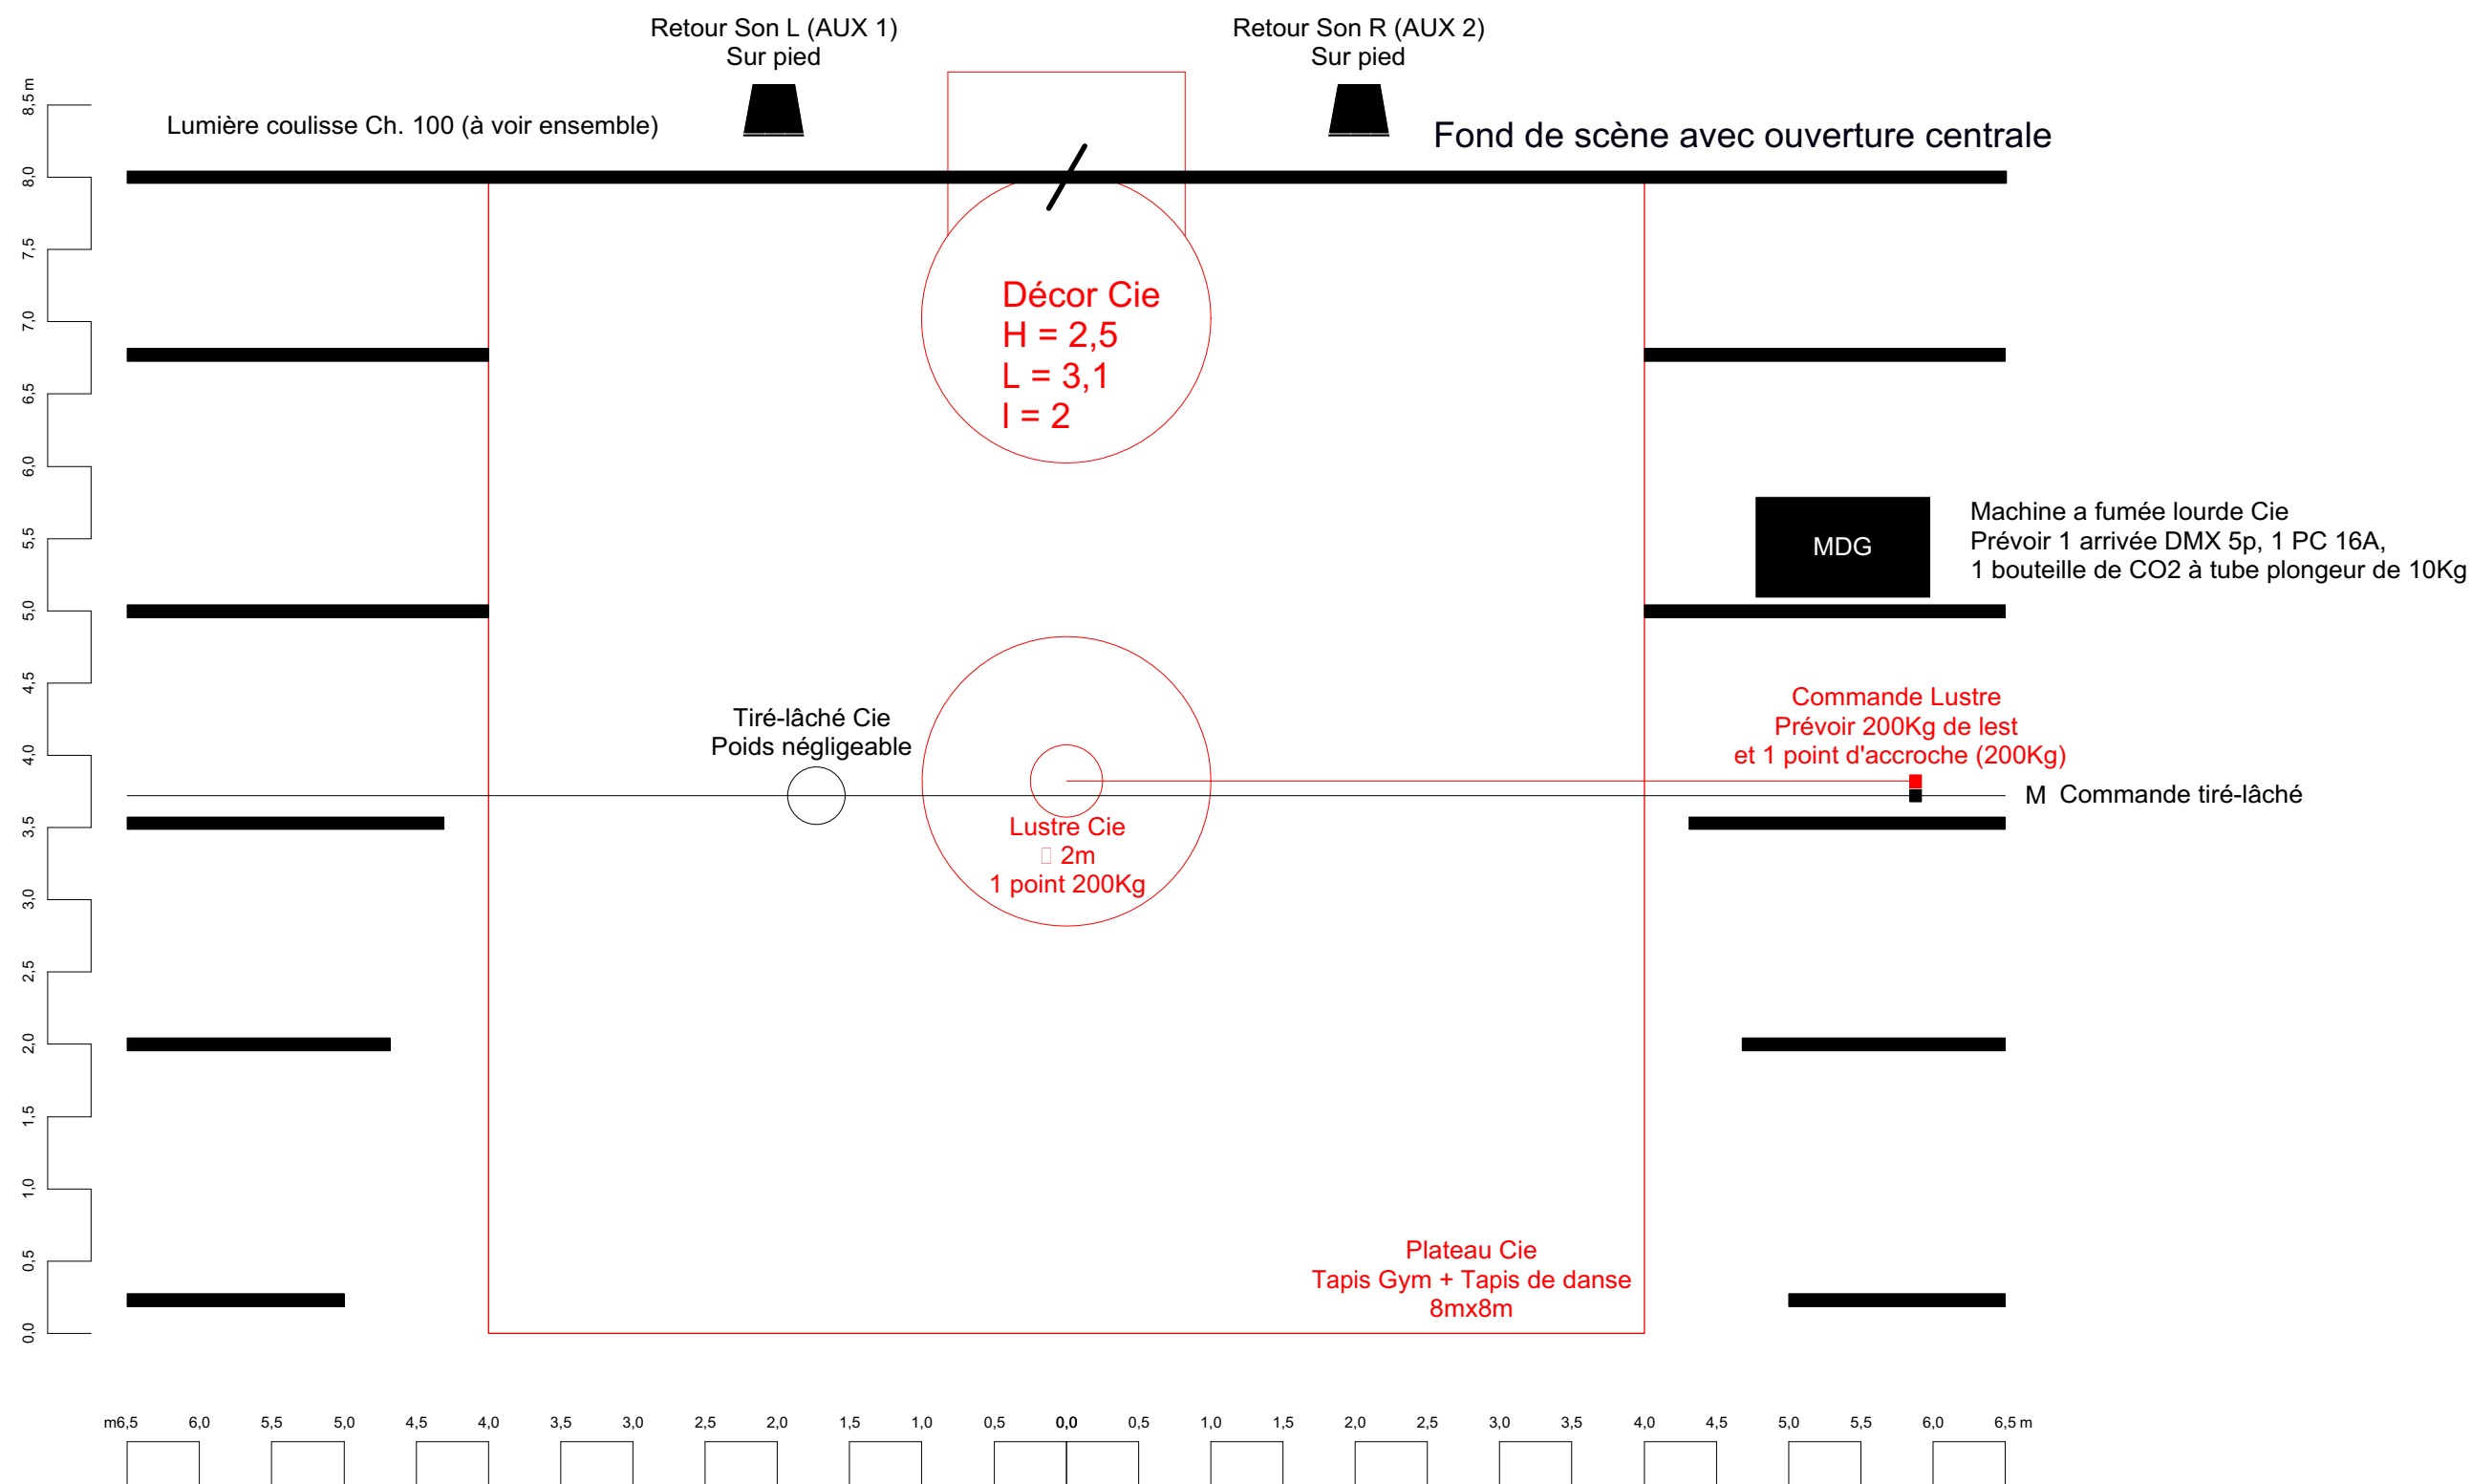 Retour Son L (AUX 1)
Sur pied
Retour Son R (AUX 2)
Sur pied
Lumière coulisse Ch. 100 (à voir ensemble)
Fond de scène avec ouverture centrale
Décor Cie
H = 2,5
L = 3,1
l = 2
MDG
Machine a fumée lourde Cie
Prévoir 1 arrivée DMX 5p, 1 PC 16A,
1 bouteille de CO2 à tube plongeur de 10Kg
Tiré-lâché Cie
Poids négligeable
Commande Lustre
Prévoir 200Kg de lest
et 1 point d'accroche (200Kg)
M Commande tiré-lâché
Lustre Cie
2m
1 point 200Kg
Plateau Cie
Tapis Gym + Tapis de danse
8mx8m
8,5 m
8,0
7,5
7,0
6,5
6,0
5,5
5,0
4,5
4,0
3,5
3,0
2,5
2,0
1,5
1,0
0,5
0,0
m6,5 6,0 5,5 5,0 4,5 4,0 3,5 3,0 2,5 2,0 1,5 1,0 0,5 0,0 0,5 1,0 1,5 2,0 2,5 3,0 3,5 4,0 4,5 5,0 5,5 6,0 6,5 m